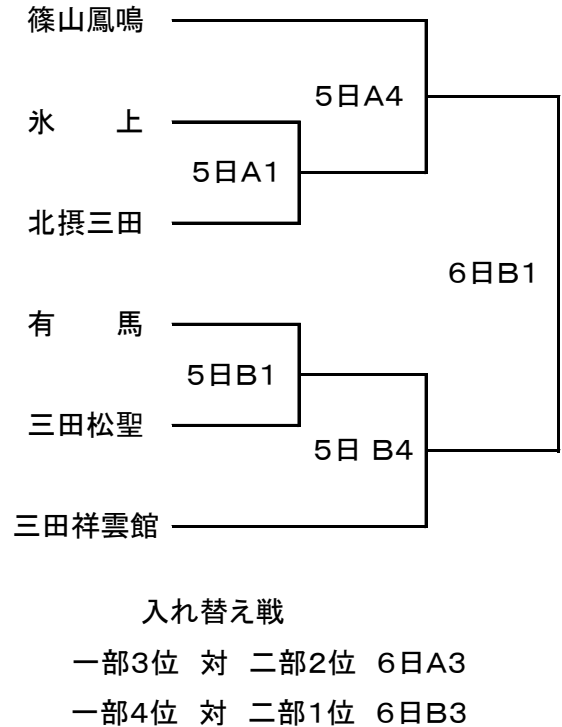 篠山鳳鳴
5日A4
氷　　上
5日A1
北摂三田
6日B1
有　　馬
5日B1
三田松聖
5日 B4
三田祥雲館
入れ替え戦
一部3位　対　二部2位　6日A3
一部4位　対　二部1位　6日B3